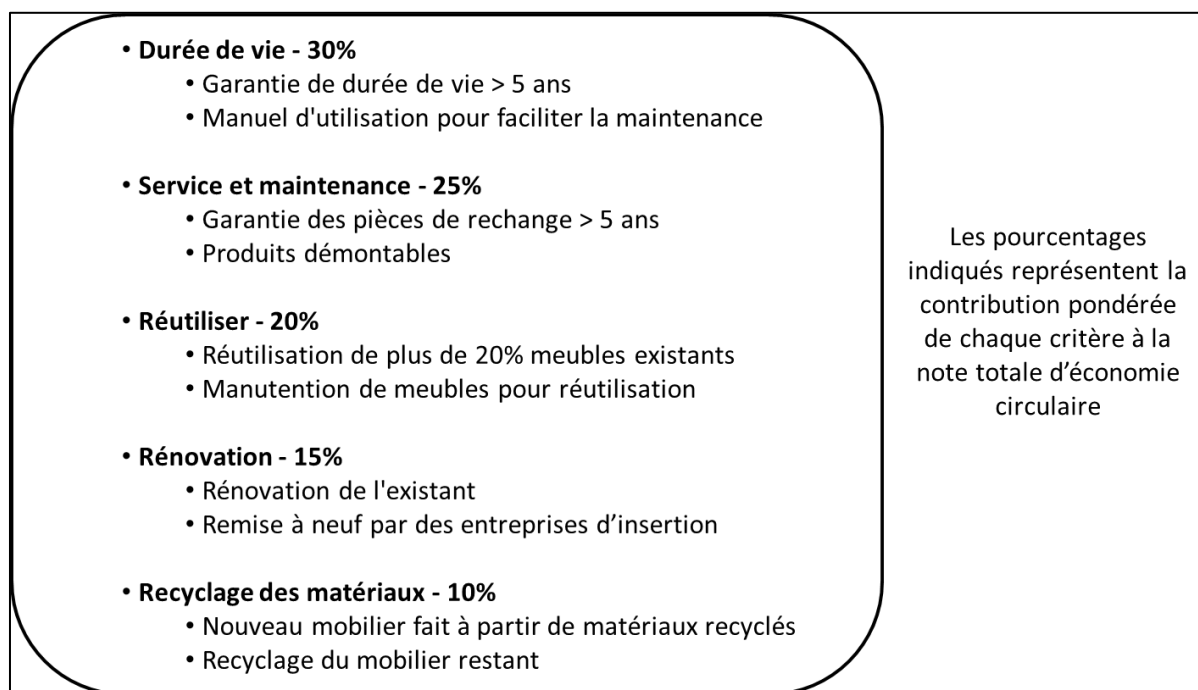 • Durée de vie - 30%
• Garantie de durée de vie > 5 ans
• Manuel d'utilisation pour faciliter la maintenance
• Service et maintenance - 25%
• Garantie des pièces de rechange > 5 ans
• Produits démontables
• Réutiliser - 20%
• Réutilisation de plus de 20% meubles existants
• Manutention de meubles pour réutilisation
• Rénovation - 15%
• Rénovation de l'existant
• Remise à neuf par des entreprises d’insertion
• Recyclage des matériaux - 10%
• Nouveau mobilier fait à partir de matériaux recyclés
• Recyclage du mobilier restant
Les pourcentages
indiqués représentent la
contribution pondérée
de chaque critère à la
note totale d’économie
circulaire